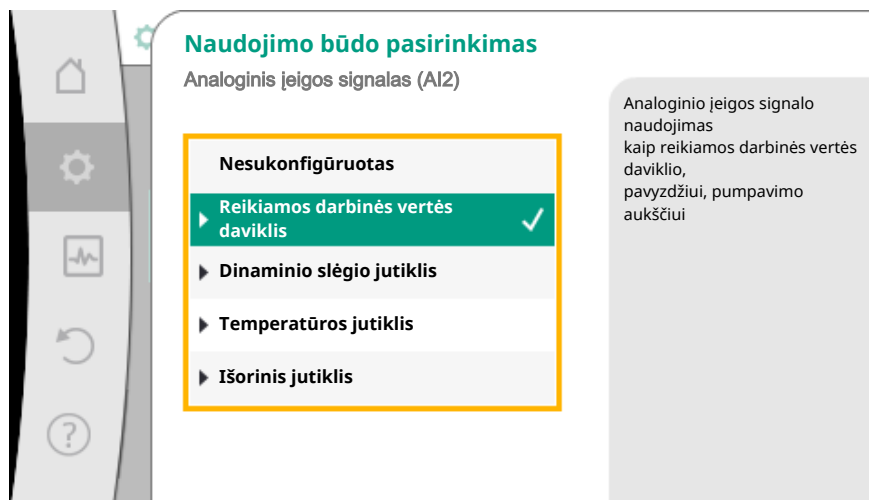 Naudojimo būdo pasirinkimas
Analoginis įeigos signalas (AI2)
Nesukonfigūruotas
Reikiamos darbinės vertės
daviklis
Dinaminio slėgio jutiklis
Temperatūros jutiklis
Išorinis jutiklis
Analoginio įeigos signalo
naudojimas
kaip reikiamos darbinės vertės
daviklio,
pavyzdžiui, pumpavimo
aukščiui